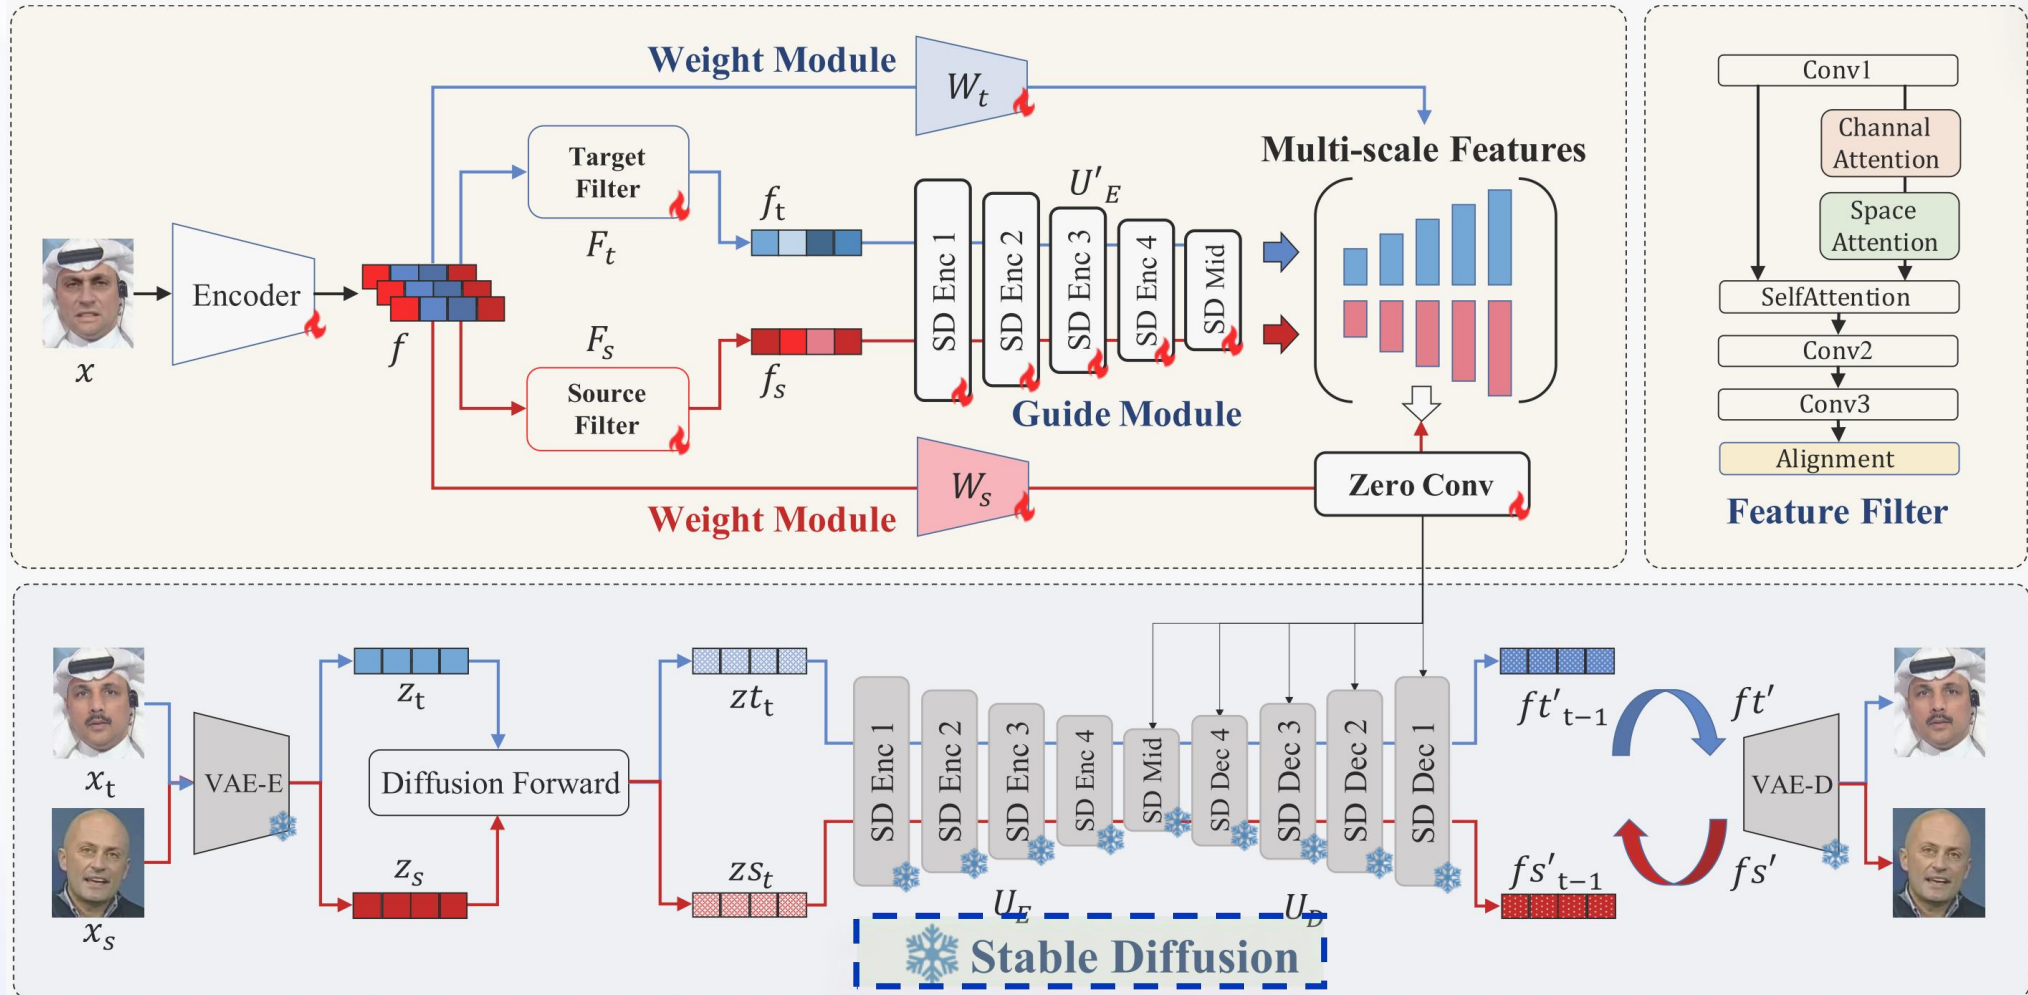 Weight Module
W_t
Target
Filter
F_t
f_t
U'_E
Multi-scale Features
x
Encoder
f
F_s
Source
Filter
f_s
SD Enc 1
SD Enc 2
SD Enc 3
SD Enc 4
SD Mid
Guide Module
Weight Module
W_s
Zero Conv
Conv1
Channal
Attention
Space
Attention
SelfAttention
Conv2
Conv3
Alignment
Feature Filter
x_t
x_s
VAE-E
z_t
z_s
Diffusion Forward
zt_t
zs_t
SD Enc 1
SD Enc 2
SD Enc 3
SD Enc 4
SD Mid
SD Dec 4
SD Dec 3
SD Dec 2
SD Dec 1
U_E
U_D
ft'_t−1
fs'_t−1
ft'
fs'
VAE-D
Stable Diffusion